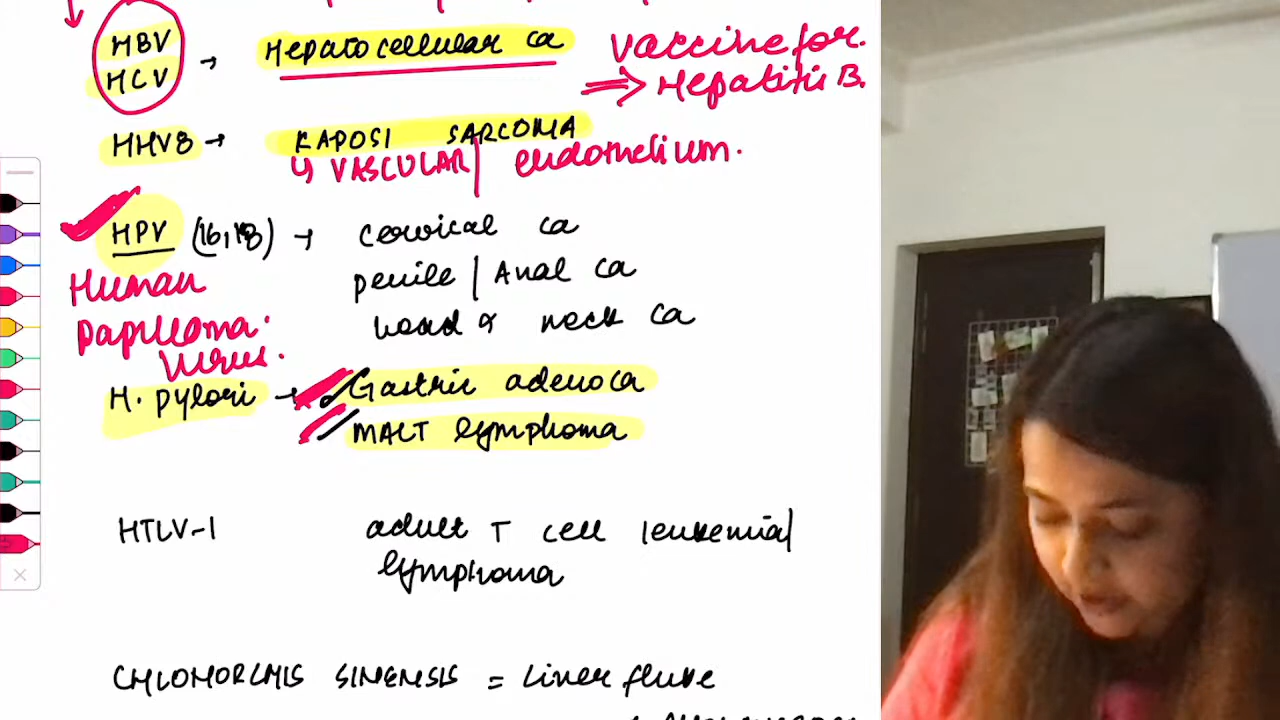 HBV
HCV → Hepatocellular ca
Vaccine for.
⇒ Hepatitis B.
HHV8 → KAPOSI SARCOMA
↳ VASCULAR | endothelium.
HPV (16,18) → cervical ca
Human penile | Anal ca
Papilloma head & neck ca
Virus.
H. pylori → Gastric adenoca
MALT lymphoma
HTLV-1 adult T cell leukemia/
lymphoma
CHLONORCHIS SINENSIS = Liver fluke